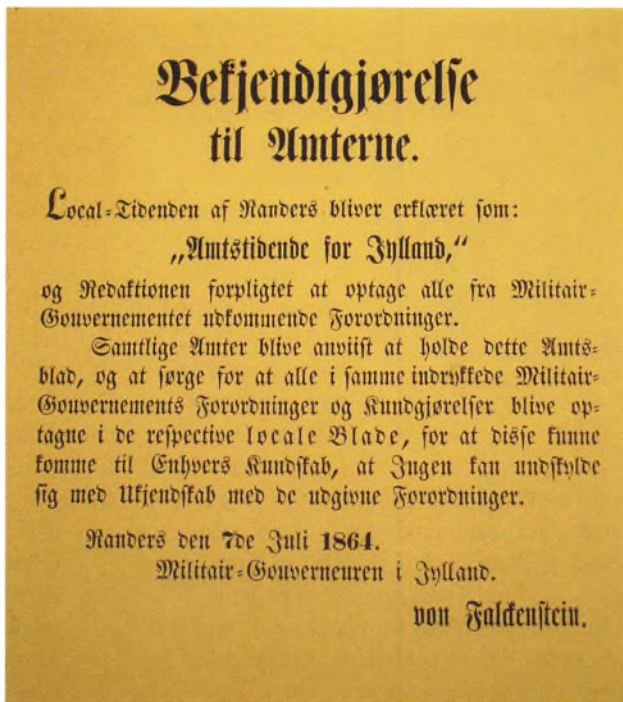 Bekjendtgjørelse
til Amterne.
Local-Tidenden af Randers bliver erklæret som:
„Amtstidende for Jylland,“
og Redaktionen forpligtet at optage alle fra Militair-
Gouvernementet udkommende Forordninger.
Samtlige Amter blive anviist at holde dette Amts-
blad, og at sørge for at alle i samme indrykkede Militair-
Gouvernements Forordninger og Kundgjørelser blive op-
tagne i de respective locale Blade, for at disse kunne
komme til Enhvers Kundskab, at Ingen kan undskylde
sig med Ukjendskab med de udgivne Forordninger.
Randers den 7de Juli 1864.
Militair-Gouverneuren i Jylland.
von Falckenstein.